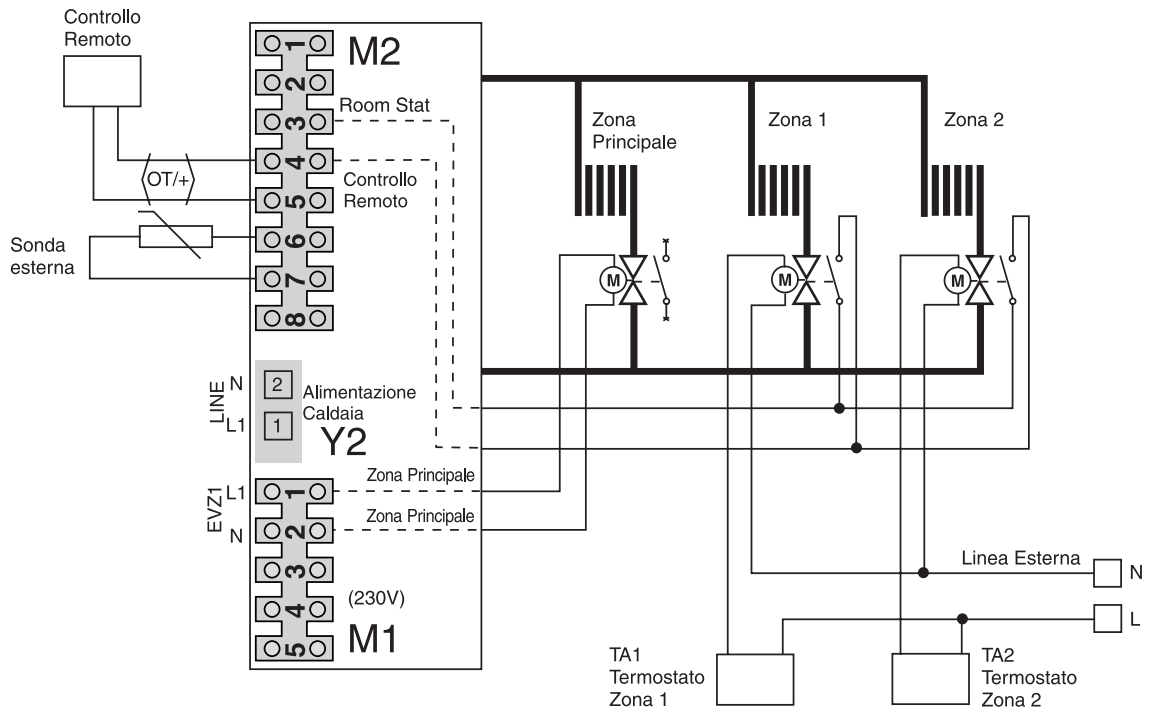 Controllo
Remoto
1
M2
2
Room Stat
3
Zona
Principale
Zona 1
Zona 2
4
OT/+
Controllo
Remoto
5
Sonda
esterna
6
7
M
M
M
8
LINE
N
2
Alimentazione
Caldaia
L1
1
Y2
EVZ1
L1
1
Zona Principale
N
2
Zona Principale
3
Linea Esterna
N
4
(230V)
L
M1
5
TA1
Termostato
Zona 1
TA2
Termostato
Zona 2